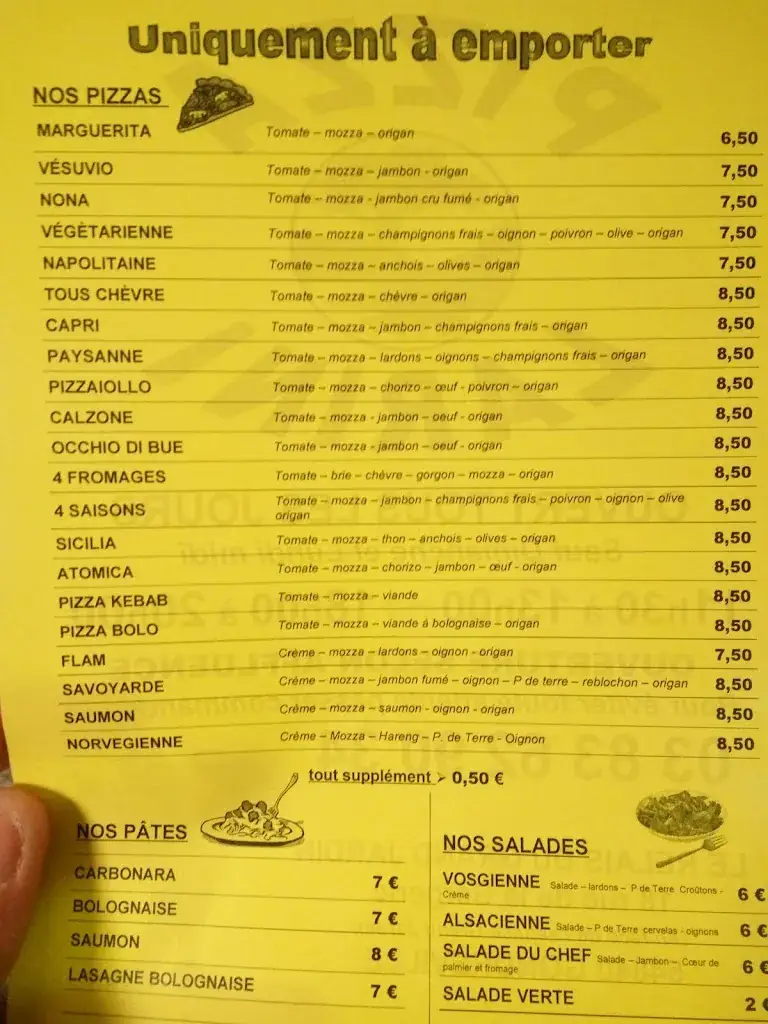 Uniquement à emporter
NOS PIZZAS
MARGUERITA Tomate – mozza – origan 6,50
VÉSUVIO Tomate – mozza – jambon - origan 7,50
NONA Tomate – mozza - jambon cru fumé - origan 7,50
VÉGÈTARIENNE Tomate – mozza – champignons frais – oignon – poivron – olive – origan 7,50
NAPOLITAINE Tomate – mozza – anchois – olives – origan 7,50
TOUS CHÈVRE Tomate – mozza – chèvre – origan 8,50
CAPRI Tomate – mozza – jambon – champignons frais – origan 8,50
PAYSANNE Tomate – mozza – lardons – oignons – champignons frais – origan 8,50
PIZZAIOLLO Tomate – mozza – chorizo – œuf - poivron – origan 8,50
CALZONE Tomate – mozza - jambon – oeuf - origan 8,50
OCCHIO DI BUE Tomate – mozza - jambon – oeuf - origan 8,50
4 FROMAGES Tomate – brie – chèvre – gorgon – mozza – origan 8,50
4 SAISONS Tomate – mozza – jambon – champignons frais – poivron – oignon – olive 8,50
origan
SICILIA Tomate – mozza – thon – anchois – olives – origan 8,50
ATOMICA Tomate – mozza – chorizo – jambon – œuf - origan 8,50
PIZZA KEBAB Tomate – mozza – viande 8,50
PIZZA BOLO Tomate – mozza – viande à bolognaise – origan 8,50
FLAM Crème – mozza – lardons – oignon - origan 7,50
SAVOYARDE Crème – mozza – jambon fumé – oignon – P de terre – reblochon – origan 8,50
SAUMON Crème – mozza – saumon - oignon - origan 8,50
NORVEGIENNE Crème – Mozza – Hareng – P. de Terre - Oignon 8,50
tout supplément ➢ 0,50 €
NOS PÂTES
CARBONARA 7 €
BOLOGNAISE 7 €
SAUMON 8 €
LASAGNE BOLOGNAISE 7 €
NOS SALADES
VOSGIENNE Salade – lardons – P de Terre Croûtons - 6 €
Crème
ALSACIENNE Salade – P de Terre cervelas - oignons 6 €
SALADE DU CHEF Salade – Jambon – Cœur de 6 €
palmier et fromage
SALADE VERTE 2 €